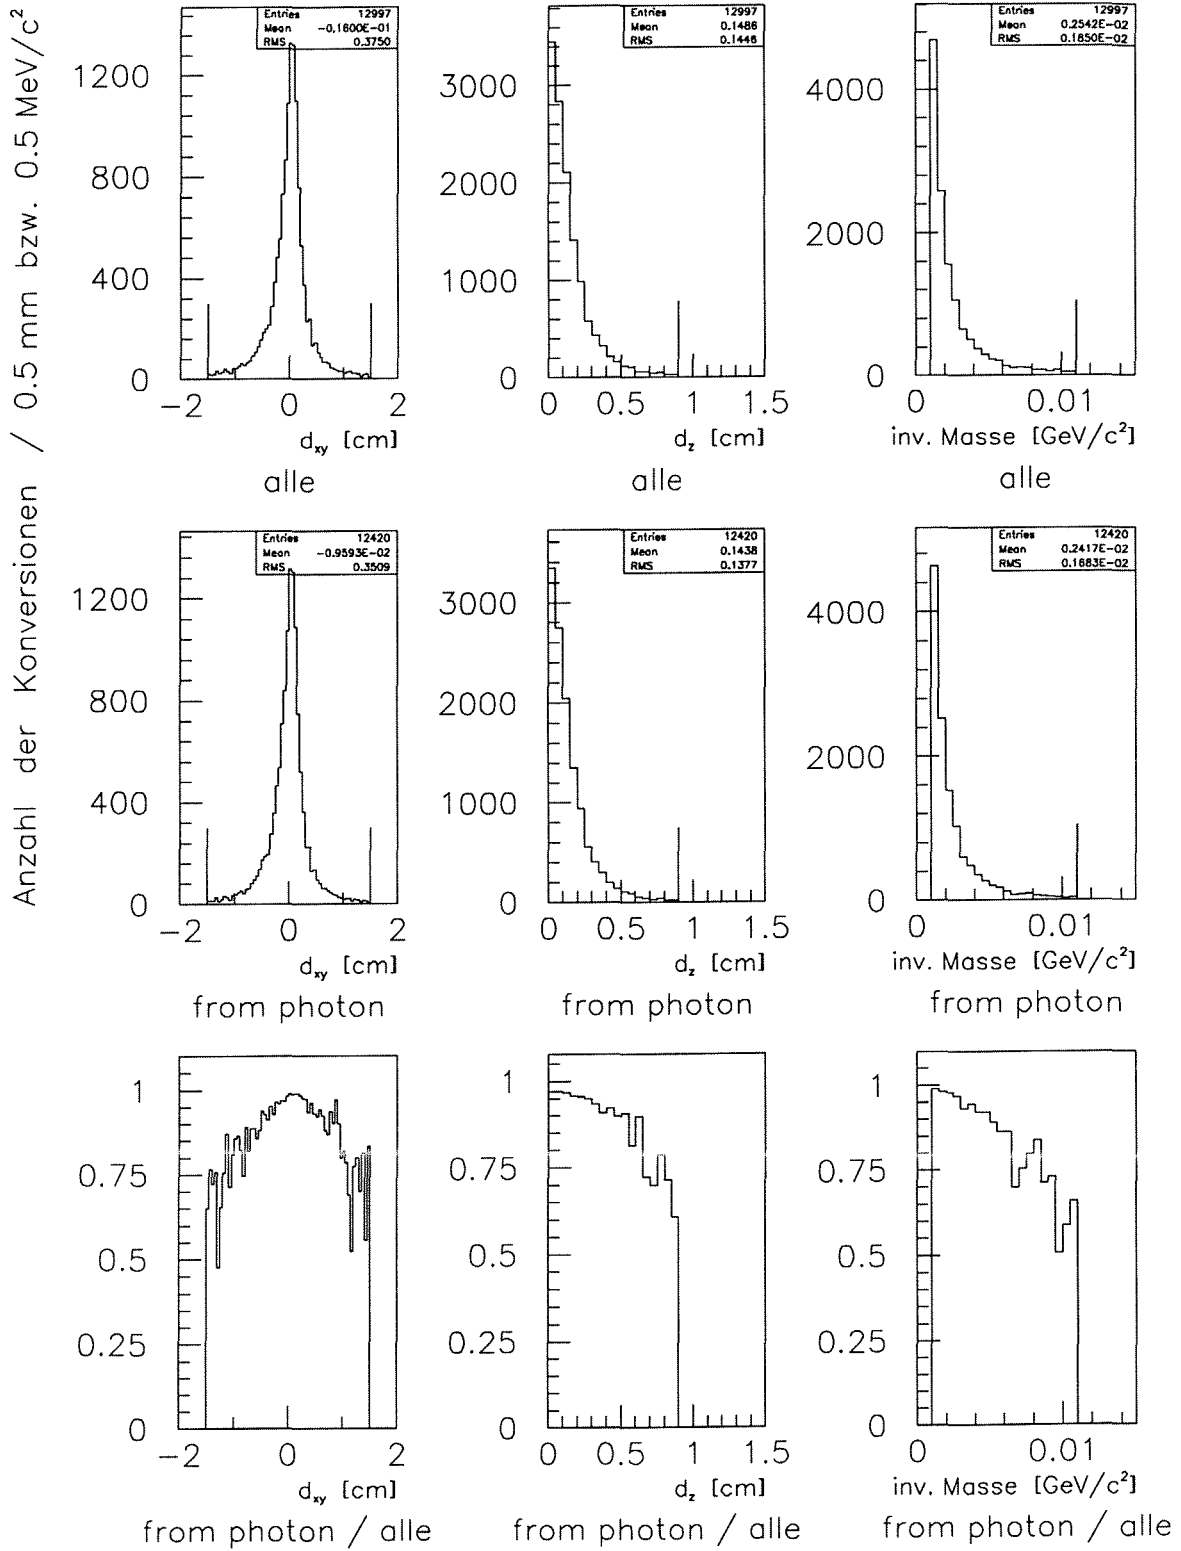 Anzahl der Konversionen / 0.5 mm bzw. 0.5 MeV/c²
Entries 12997
Mean -0.1600E-01
RMS 0.3750
1200
800
400
0
-2 0 2
d_xy [cm]
alle
Entries 12997
Mean 0.1486
RMS 0.1446
3000
2000
1000
0
0 0.5 1 1.5
d_z [cm]
alle
Entries 12997
Mean 0.2542E-02
RMS 0.1850E-02
4000
2000
0
0 0.01
inv. Masse [GeV/c²]
alle
Entries 12420
Mean -0.9593E-02
RMS 0.3509
1200
800
400
0
-2 0 2
d_xy [cm]
from photon
Entries 12420
Mean 0.1438
RMS 0.1377
3000
2000
1000
0
0 0.5 1 1.5
d_z [cm]
from photon
Entries 12420
Mean 0.2417E-02
RMS 0.1683E-02
4000
2000
0
0 0.01
inv. Masse [GeV/c²]
from photon
1
0.75
0.5
0.25
0
-2 0 2
d_xy [cm]
from photon / alle
1
0.75
0.5
0.25
0
0 0.5 1 1.5
d_z [cm]
from photon / alle
1
0.75
0.5
0.25
0
0 0.01
inv. Masse [GeV/c²]
from photon / alle